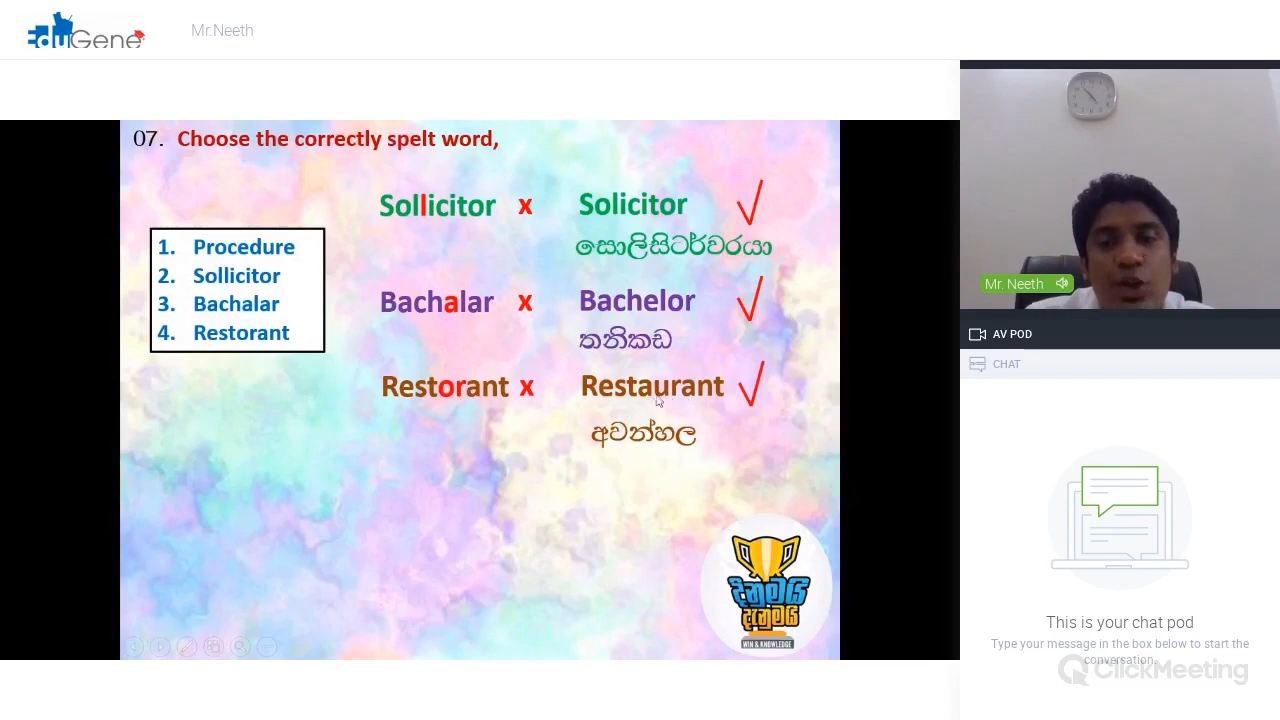 EduGene
Mr.Neeth
07. Choose the correctly spelt word,
1. Procedure
2. Sollicitor
3. Bachalar
4. Restorant
Sollicitor x Solicitor √
සොලිසිටර්වරයා
Bachalar x Bachelor √
තනිකඩ
Restorant x Restaurant √
අවන්හල
දිනුමයි
දැනුමයි
WIN & KNOWLEDGE
Mr. Neeth
AV POD
CHAT
This is your chat pod
Type your message in the box below to start the
conversation.
ClickMeeting